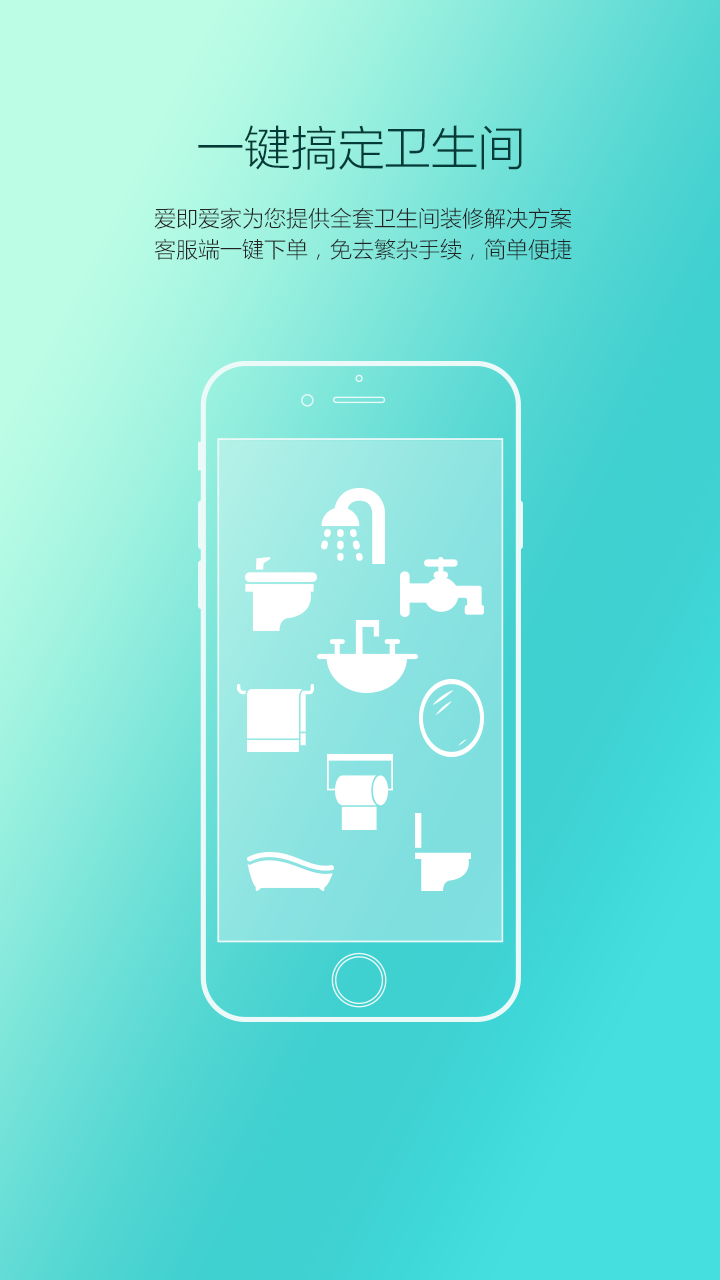 一键搞定卫生间
爱即爱家为您提供全套卫生间装修解决方案
客服端一键下单，免去繁杂手续，简单便捷